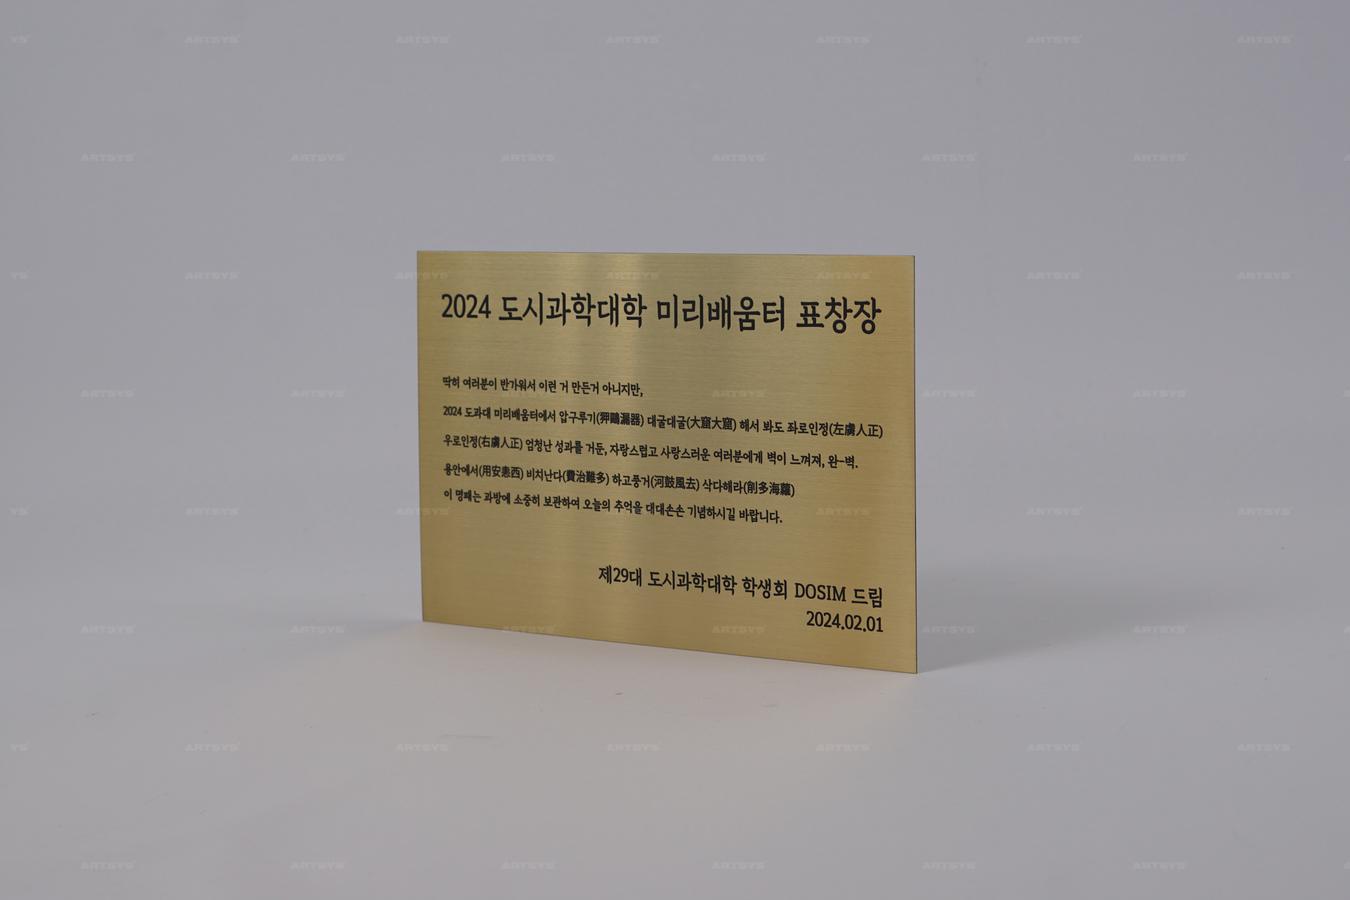 2024 도시과학대학 미리배움터 표창장
딱히 여러분이 반가워서 이런 거 만든거 아니지만,
2024 도과대 미리배움터에서 압구루기(狎鷗漏器) 대굴대굴(大窟大窟) 해서 봐도 좌로인정(左虜人正)
우로인정(右虜人正) 엄청난 성과를 거둔, 자랑스럽고 사랑스러운 여러분에게 벽이 느껴져, 완-벽.
용안에서(用安恚西) 비치난다(費治難多) 하고풍거(河鼓風去) 삭다해라(削多海蘿)
이 명패는 과방에 소중히 보관하여 오늘의 추억을 대대손손 기념하시길 바랍니다.
제29대 도시과학대학 학생회 DOSIM 드림
2024.02.01
ARTSYS